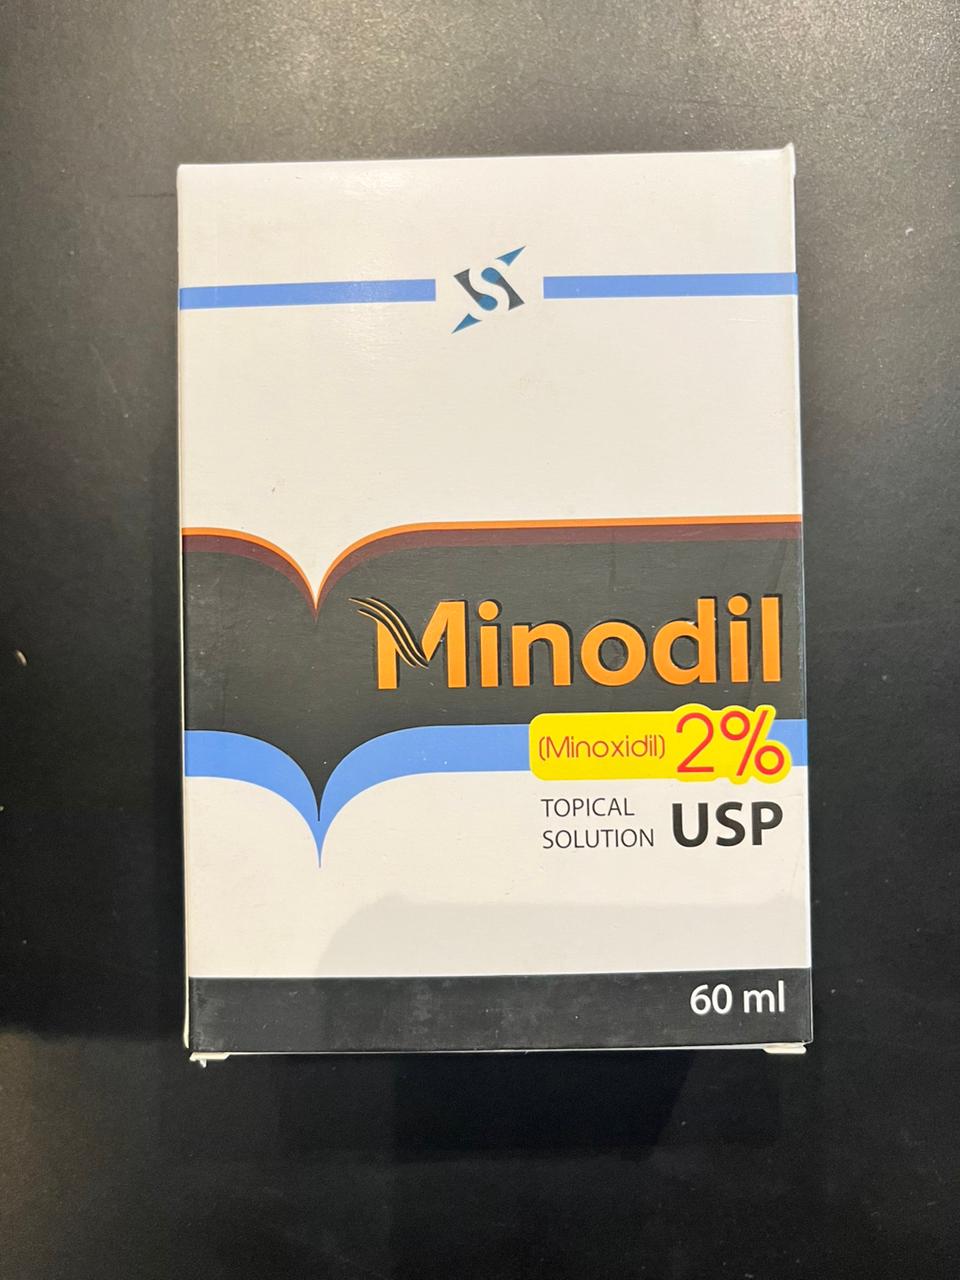 Minodil
(Minoxidil) 2%
TOPICAL
SOLUTION USP
60 ml